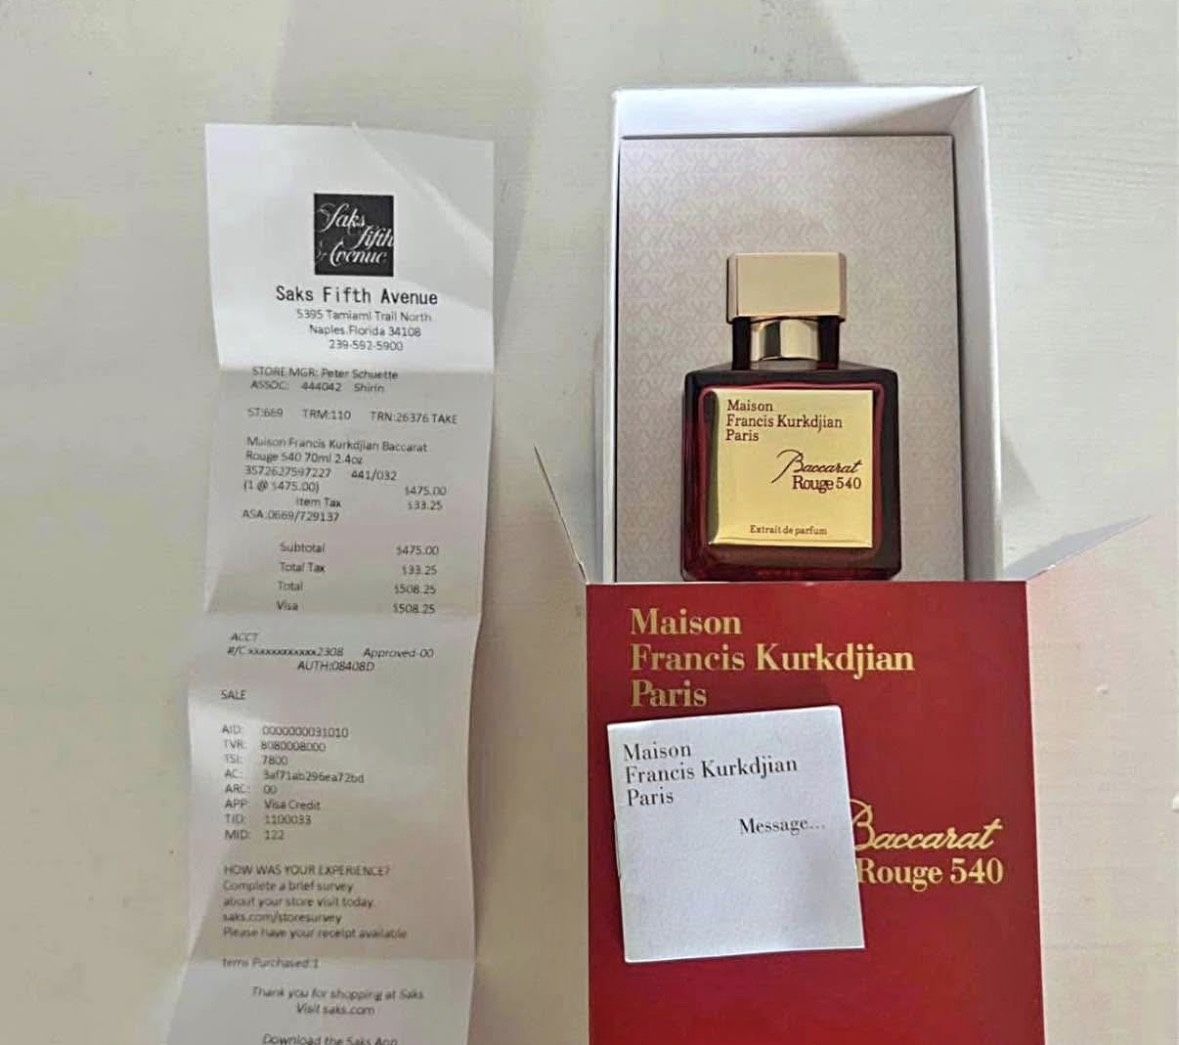 Saks
Fifth
Avenue
Saks Fifth Avenue
5395 Tamiami Trail North
Naples,Florida 34108
239-592-5900
STORE MGR: Peter Schuette
ASSOC: 444042 Shirin
ST:669 TRM:110 TRN:26376 TAKE
Maison Francis Kurkdjian Baccarat
Rouge 540 70ml 2.4oz
3572627597227 441/032
(1 @ $475.00) $475.00
Item Tax $33.25
ASA:0669/729137
Subtotal $475.00
Total Tax $33.25
Total $508.25
Visa $508.25
ACCT
#/C xxxxxxxxxxxx2308 Approved-00
AUTH:08408D
SALE
AID: 0000000031010
TVR: 8080008000
TSI: 7800
AC: 3af71ab296ea72bd
ARC: 00
APP: Visa Credit
TID: 1100033
MID: 122
HOW WAS YOUR EXPERIENCE?
Complete a brief survey
about your store visit today.
saks.com/storesurvey
Please have your receipt available
tems Purchased:1
Thank you for shopping at Saks
Visit saks.com
Download the Saks App
Maison
Francis Kurkdjian
Paris
Baccarat
Rouge 540
Extrait de parfum
Maison
Francis Kurkdjian
Paris
Maison
Francis Kurkdjian
Paris
Message...
Baccarat
Rouge 540